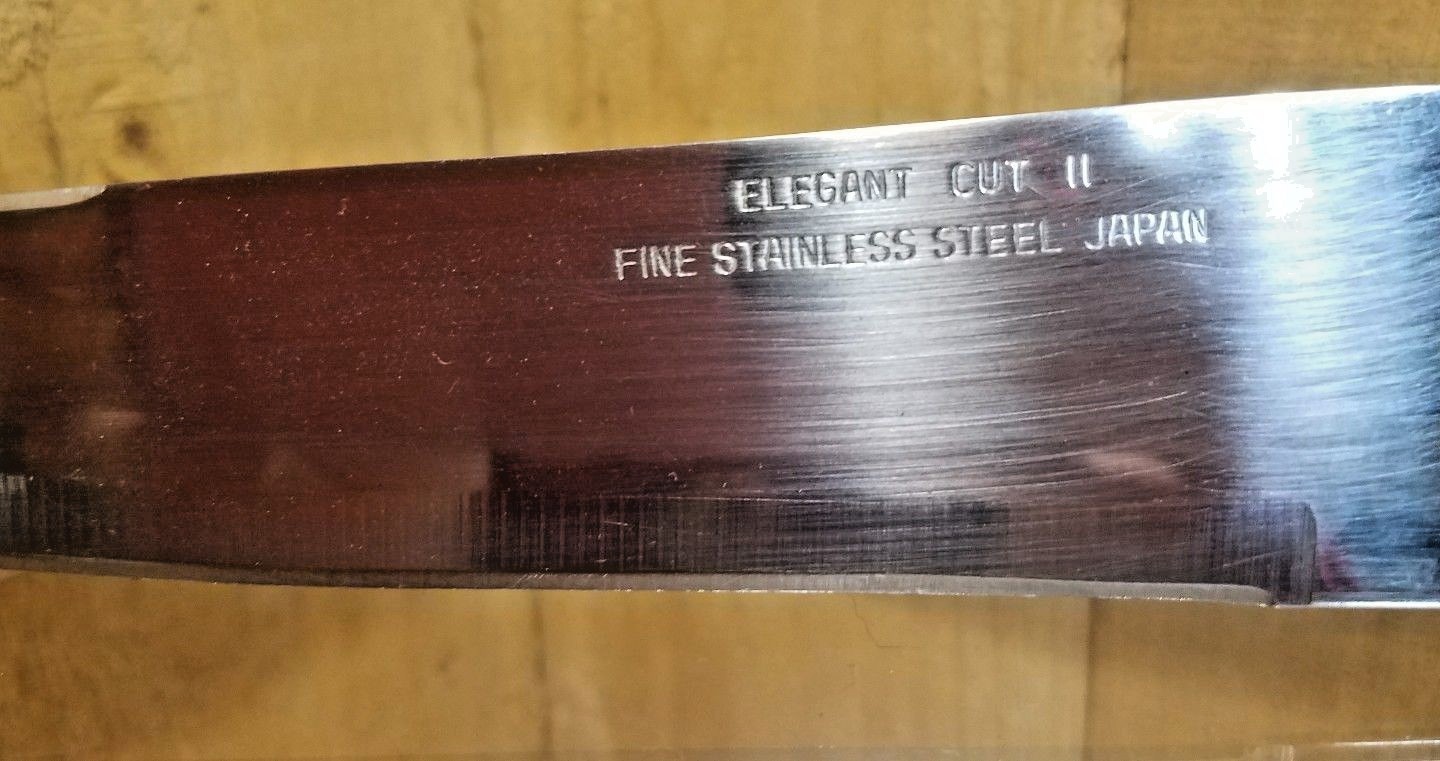 ELEGANT CUT II
FINE STAINLESS STEEL JAPAN